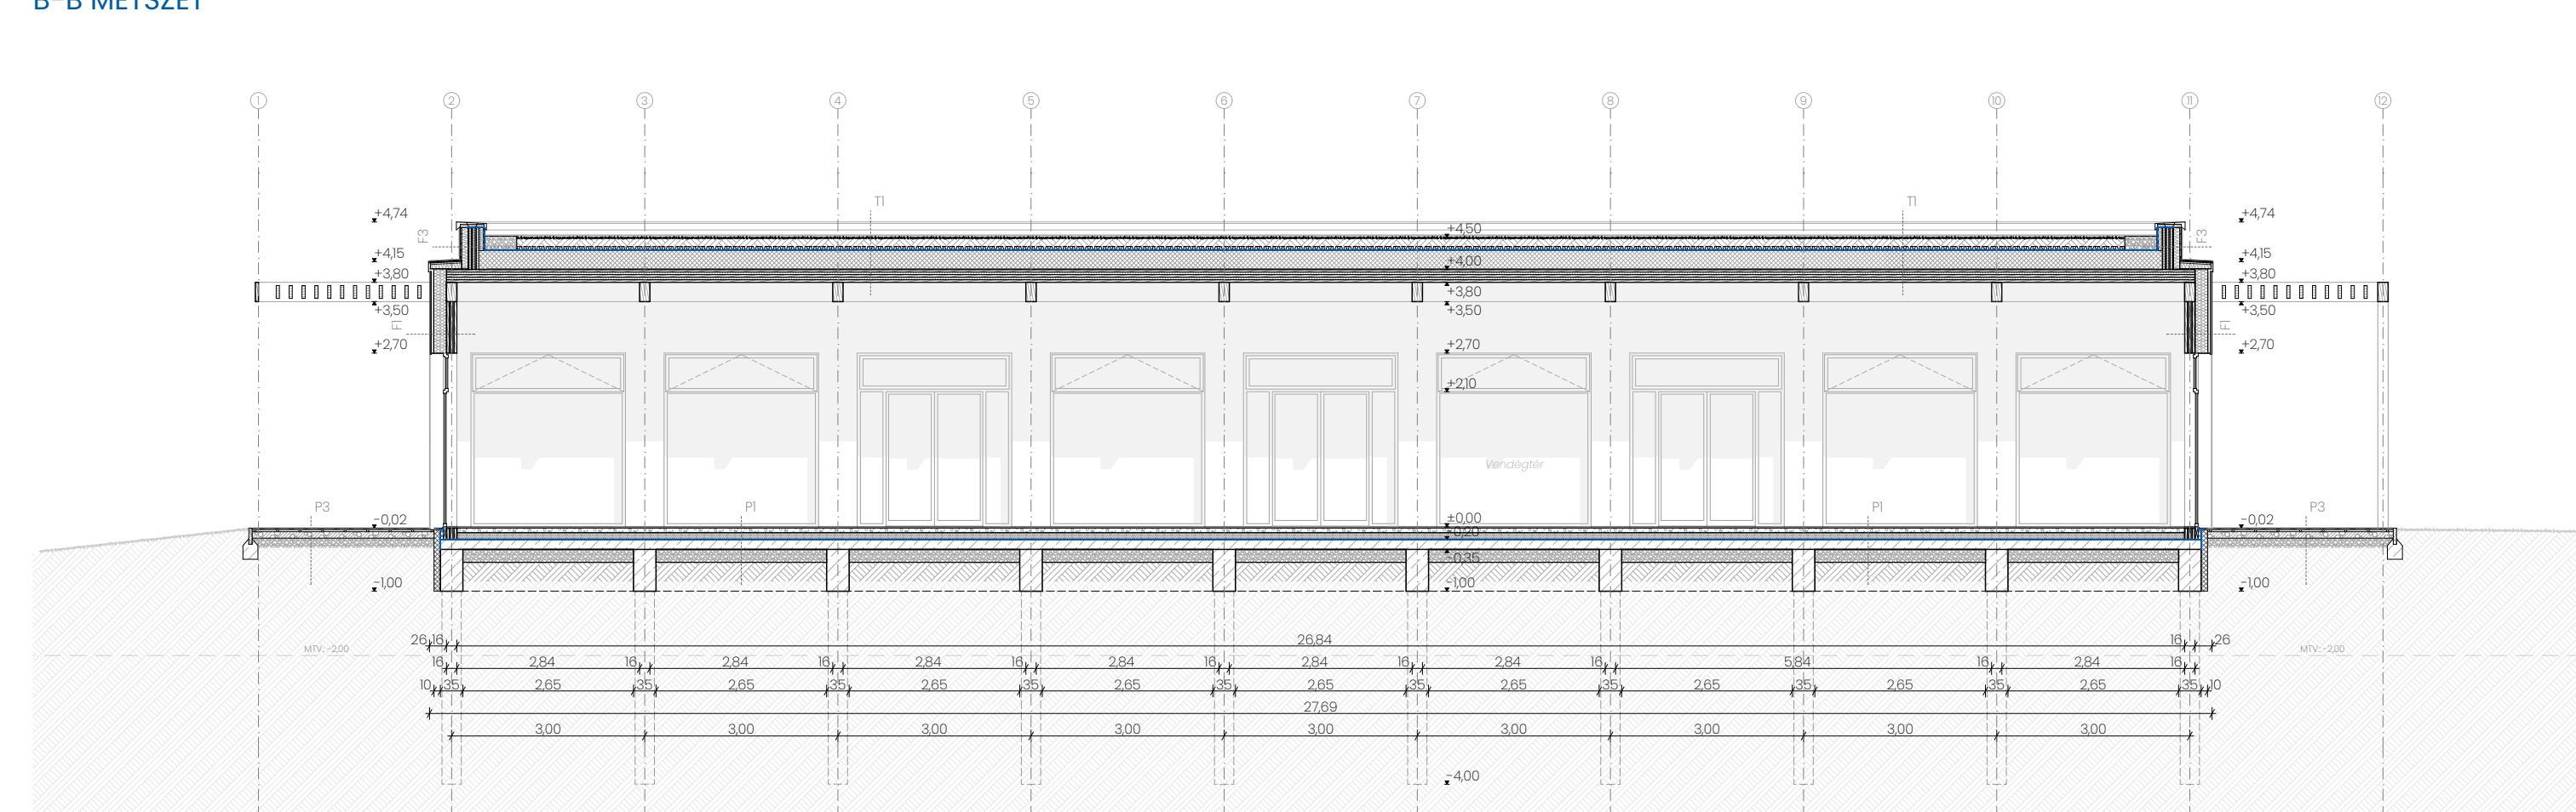 B-B METSZET
1 2 3 4 5 6 7 8 9 10 11 12
T1 T1
+4,74 +4,74
F3 +4,50 F3
+4,15 +4,00 +4,15
+3,80 +3,80
+3,80
+3,50 +3,50 +3,50
F1 F1
+2,70 +2,70 +2,70
+2,10
Vendégtér
P3 P1 P1 P3
-0,02 ±0,00 -0,02
-0,20
-0,35
-1,00 -1,00 -1,00
26 16 26,84 16 26
MTV.: -2,00 MTV.: -2,00
16 2,84 16 2,84 16 2,84 16 2,84 16 2,84 16 2,84 16 5,84 16 2,84 16
10 35 2,65 35 2,65 35 2,65 35 2,65 35 2,65 35 2,65 35 2,65 35 2,65 35 2,65 35 10
27,69
3,00 3,00 3,00 3,00 3,00 3,00 3,00 3,00 3,00
-4,00